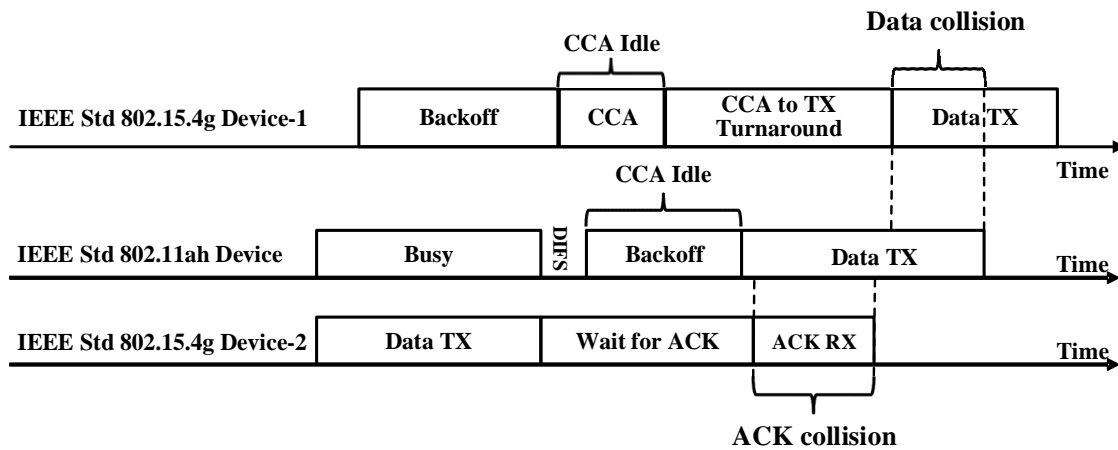 Data collision
CCA Idle
IEEE Std 802.15.4g Device-1
Backoff
CCA
CCA to TX
Turnaround
Data TX
Time
CCA Idle
IEEE Std 802.11ah Device
Busy
DIFS
Backoff
Data TX
Time
IEEE Std 802.15.4g Device-2
Data TX
Wait for ACK
ACK RX
Time
ACK collision